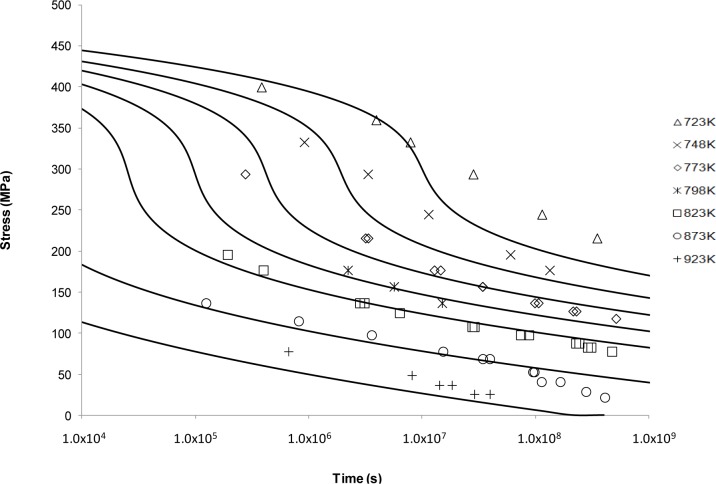 500
450
400
350
300
250
200
150
100
50
0
Stress (MPa)
1.0x10⁴ 1.0x10⁵ 1.0x10⁶ 1.0x10⁷ 1.0x10⁸ 1.0x10⁹
Time (s)
723K
748K
773K
798K
823K
873K
923K